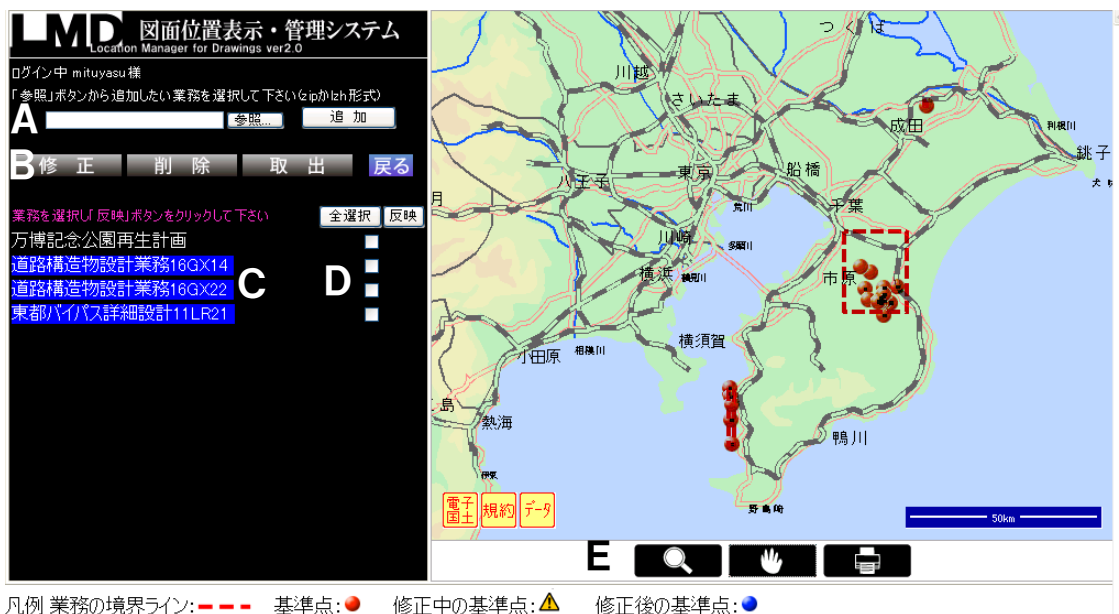 LMD 図面位置表示・管理システム
Location Manager for Drawings ver2.0
ログイン中 mituyasu様
「参照」ボタンから追加したい業務を選択して下さい(zipかlzh形式)
A 参照... 追 加
B 修 正 削 除 取 出 戻る
業務を選択し「反映」ボタンをクリックして下さい 全選択 反映
万博記念公園再生計画
道路構造物設計業務16GX14
道路構造物設計業務16GX22
東都バイパス詳細設計11LR21
C D
つくば
川越
さいたま
成田
利根川
銚子
犬
東京
船橋
八王子
月
荒川
千葉
川崎
多摩川
横浜
鶴見川
市原
横須賀
小田原
相模川
島
熱海
鴨川
伊東
野島崎
電子国土 規約 データ
50km
E
凡例 業務の境界ライン: 基準点: 修正中の基準点: 修正後の基準点: